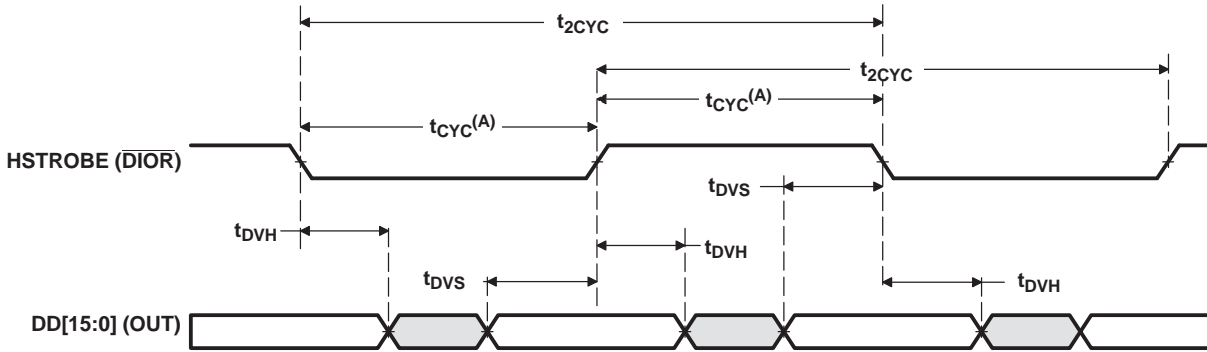 t2CYC
t2CYC
tCYC(A)
tCYC(A)
HSTROBE (DIOR)
tDVS
tDVH
tDVH
tDVS
tDVH
DD[15:0] (OUT)